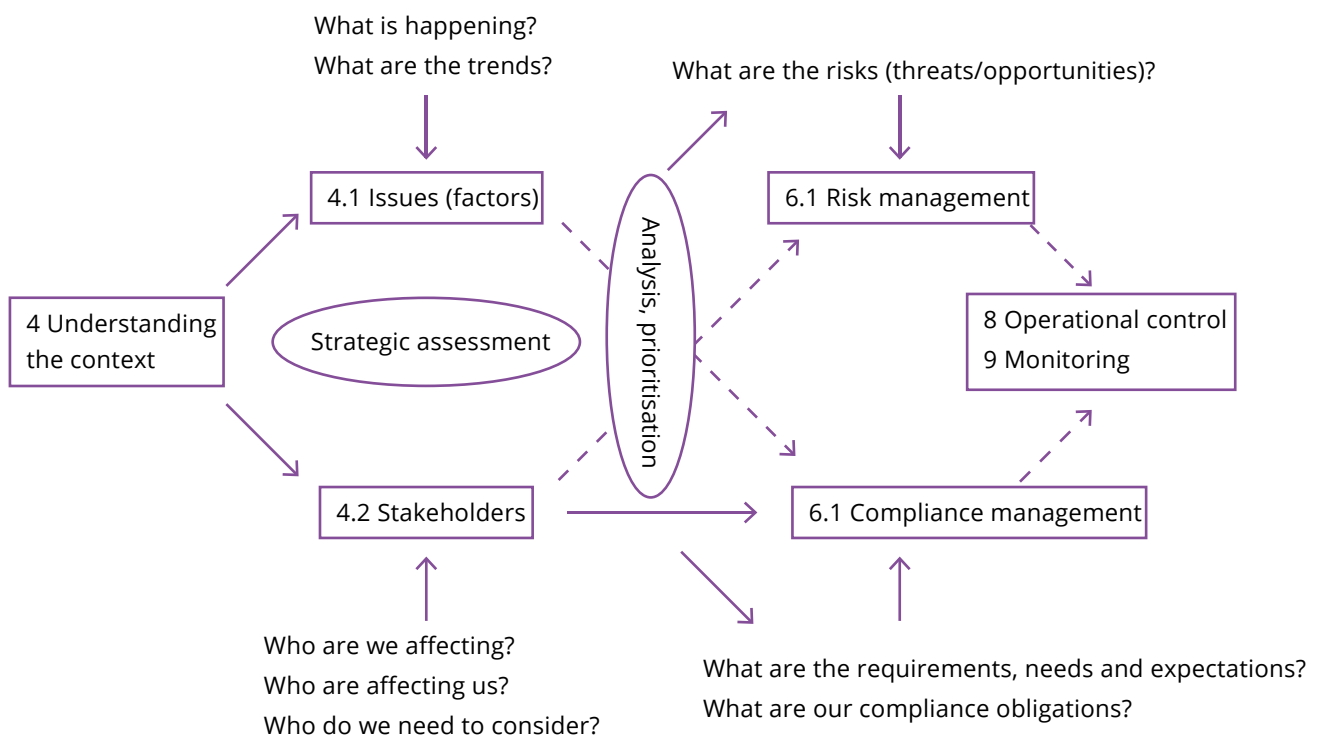 What is happening?
What are the trends?
What are the risks (threats/opportunities)?
4.1 Issues (factors)
6.1 Risk management
4 Understanding
the context
Strategic assessment
Analysis, prioritisation
8 Operational control
9 Monitoring
4.2 Stakeholders
6.1 Compliance management
Who are we affecting?
Who are affecting us?
Who do we need to consider?
What are the requirements, needs and expectations?
What are our compliance obligations?